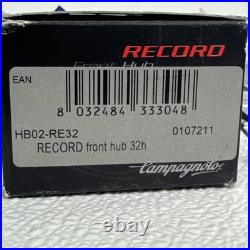 RECORD
Front Hub
EAN
8 032484 333048
HB02-RE32 0107211
RECORD front hub 32h
Campagnolo